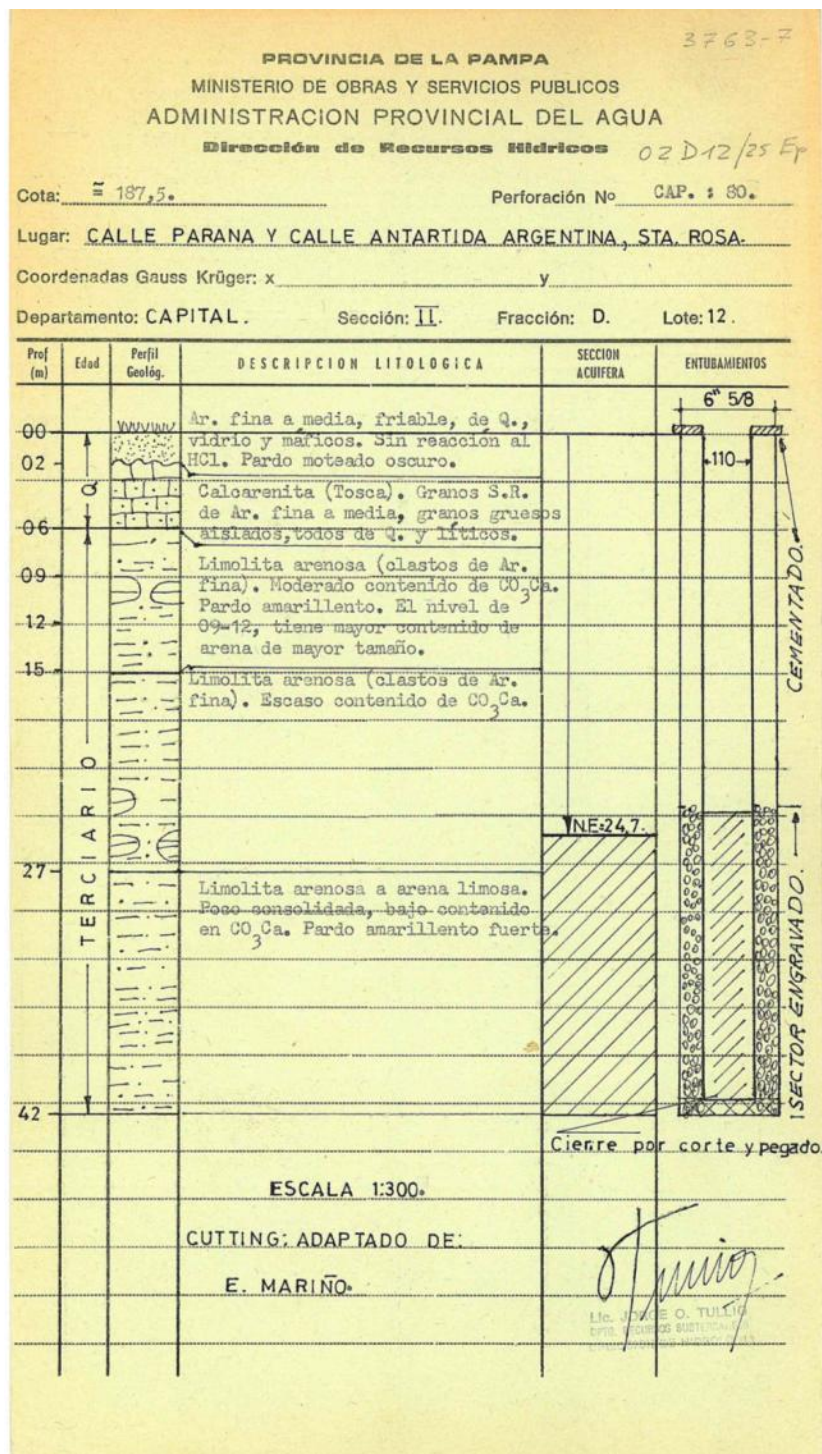 3763-7
PROVINCIA DE LA PAMPA
MINISTERIO DE OBRAS Y SERVICIOS PUBLICOS
ADMINISTRACION PROVINCIAL DEL AGUA
Dirección de Recursos Hídricos
02 D12/25 Ep
Cota: ≅ 187,5. Perforación Nº CAP. : 80.
Lugar: CALLE PARANA Y CALLE ANTARTIDA ARGENTINA, STA. ROSA.
Coordenadas Gauss Krüger: x y
Departamento: CAPITAL. Sección: II. Fracción: D. Lote: 12.
Prof (m) Edad Perfil Geológ. DESCRIPCION LITOLOGICA SECCION ACUIFERA ENTUBAMIENTOS
6" 5/8
110
00
02
06
09
12
15
27
42
Q
TERCIARIO
Ar. fina a media, friable, de Q.,
vidrio y máficos. Sin reacción al
HCl. Pardo moteado oscuro.
Calcarenita (Tosca). Granos S.R.
de Ar. fina a media, granos gruesos
aislados, todos de Q. y líticos.
Limolita arenosa (clastos de Ar.
fina). Moderado contenido de CO3Ca.
Pardo amarillento. El nivel de
09-12, tiene mayor contenido de
arena de mayor tamaño.
Limolita arenosa (clastos de Ar.
fina). Escaso contenido de CO3Ca.
Limolita arenosa a arena limosa.
Poco consolidada, bajo contenido
en CO3Ca. Pardo amarillento fuerte.
N.E=24,7.
CEMENTADO.
SECTOR ENGRAVADO.
Cierre por corte y pegado.
ESCALA 1:300.
CUTTING: ADAPTADO DE:
E. MARIÑO.
Lic. JORGE O. TULLIO